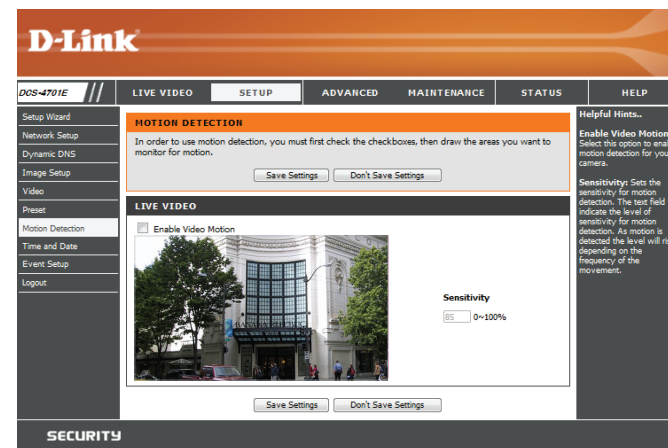 D-Link
DCS-4701E
LIVE VIDEO
SETUP
ADVANCED
MAINTENANCE
STATUS
HELP
Setup Wizard
Network Setup
Dynamic DNS
Image Setup
Video
Preset
Motion Detection
Time and Date
Event Setup
Logout
MOTION DETECTION
In order to use motion detection, you must first check the checkboxes, then draw the areas you want to
monitor for motion.
Save Settings
Don't Save Settings
LIVE VIDEO
Enable Video Motion
Sensitivity
85
0~100%
Save Settings
Don't Save Settings
Helpful Hints..
Enable Video Motion
Select this option to
motion detection for
camera.
Sensitivity: Sets the
sensitivity for motion
detection. The text field
indicate the level of
sensitivity for motion
detection. As motion is
detected the level will
depending on the
frequency of the
movement.
SECURITY